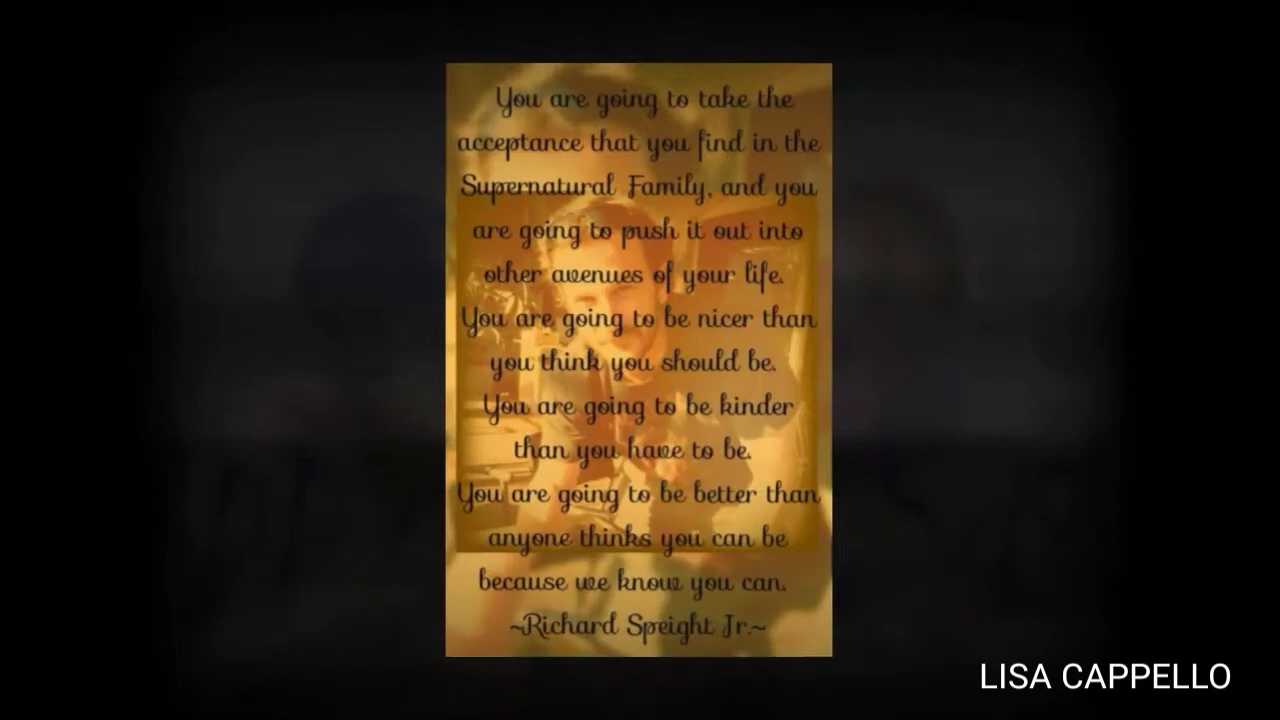 You are going to take the
acceptance that you find in the
Supernatural Family, and you
are going to push it out into
other avenues of your life.
You are going to be nicer than
you think you should be.
You are going to be kinder
than you have to be.
You are going to be better than
anyone thinks you can be
because we know you can.
~Richard Speight Jr.~
LISA CAPPELLO